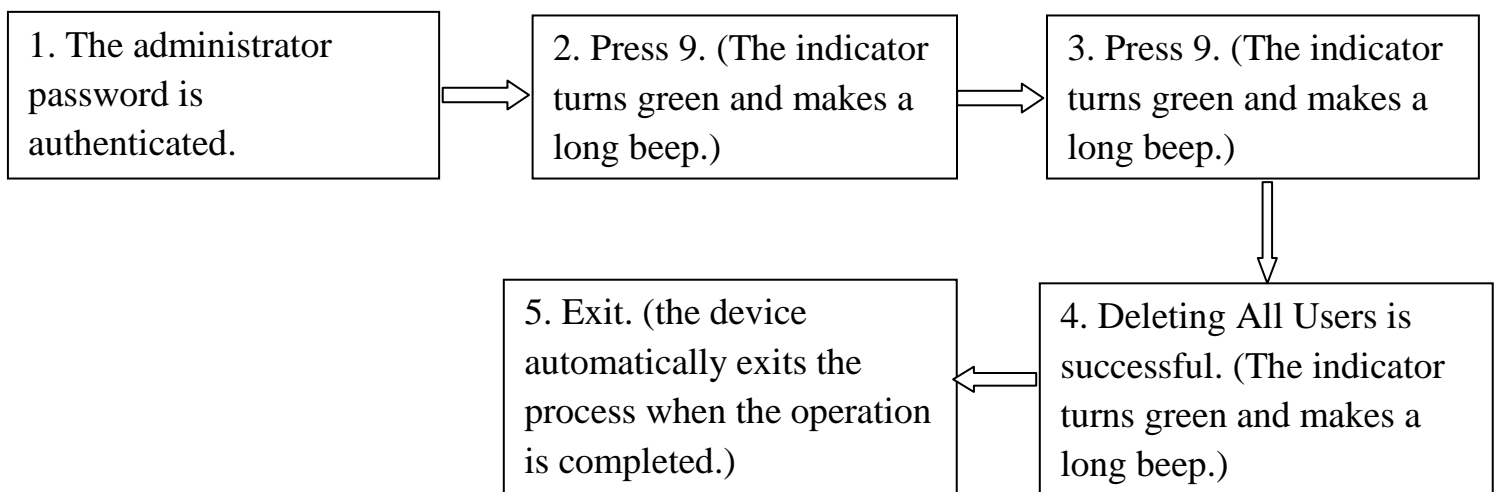 1. The administrator
password is
authenticated.
2. Press 9. (The indicator
turns green and makes a
long beep.)
3. Press 9. (The indicator
turns green and makes a
long beep.)
4. Deleting All Users is
successful. (The indicator
turns green and makes a
long beep.)
5. Exit. (the device
automatically exits the
process when the operation
is completed.)